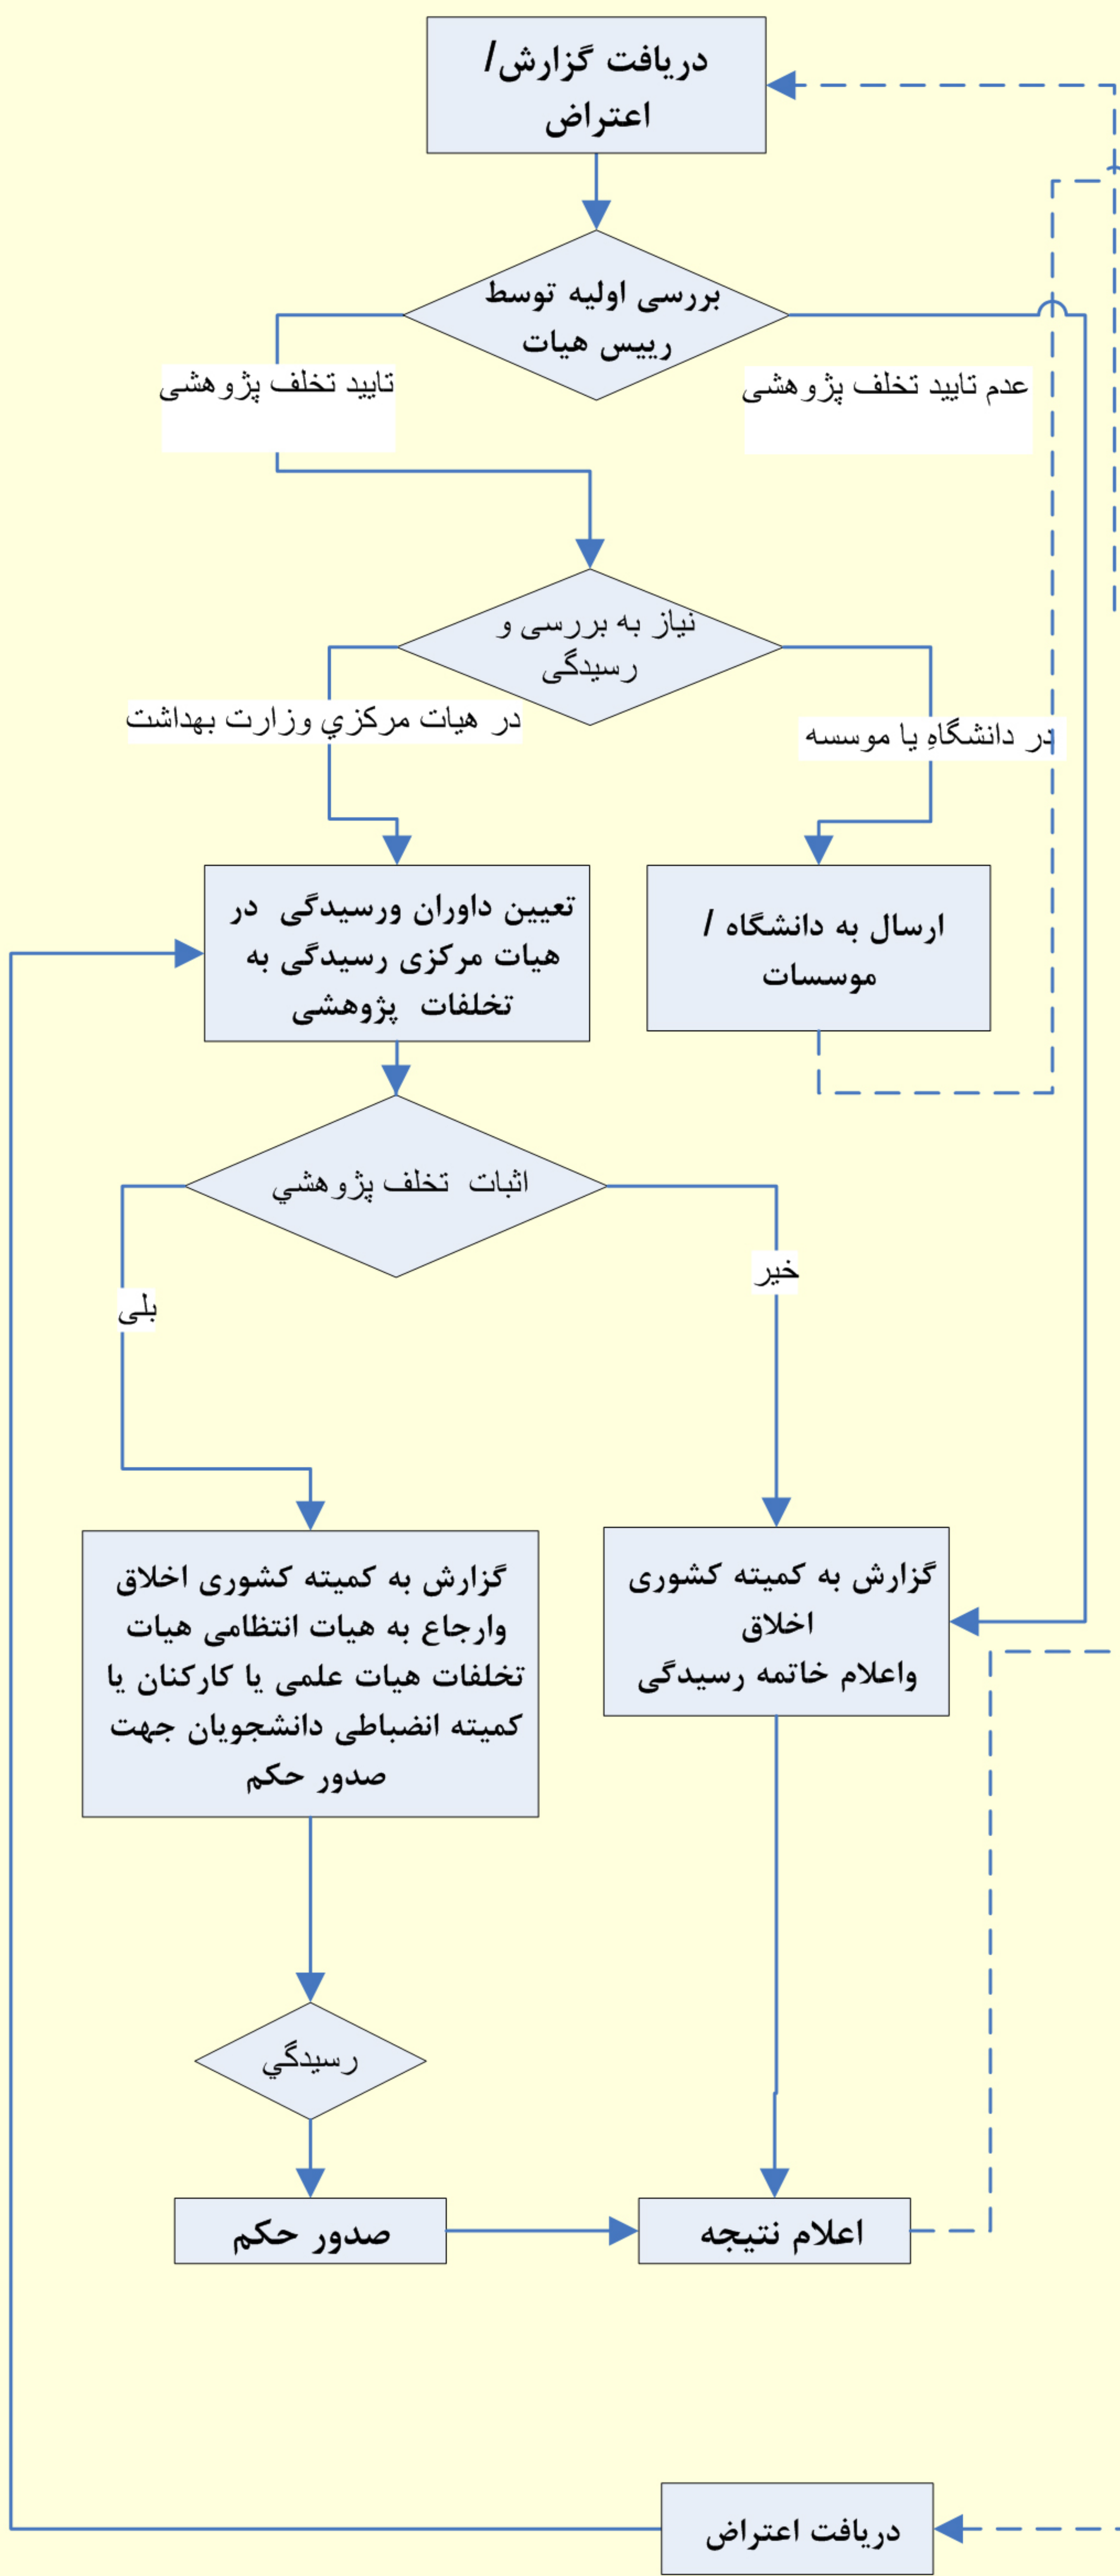 دریافت گزارش/
اعتراض
بررسی اولیه توسط
رییس هیات
تایید تخلف پژوهشی
عدم تایید تخلف پژوهشی
نیاز به بررسی و
رسیدگی
در هیات مركزي وزارت بهداشت
در دانشگاهِ یا موسسه
تعیین داوران ورسیدگی در
هیات مرکزی رسیدگی به
تخلفات پژوهشی
ارسال به دانشگاه /
موسسات
اثبات تخلف پژوهشي
خیر
بلی
گزارش به کمیته کشوری اخلاق
وارجاع به هیات انتظامی هیات
تخلفات هیات علمی یا کارکنان یا
کمیته انضباطی دانشجویان جهت
صدور حکم
گزارش به کمیته کشوری
اخلاق
واعلام خاتمه رسیدگی
رسيدگي
صدور حکم
اعلام نتیجه
دریافت اعتراض